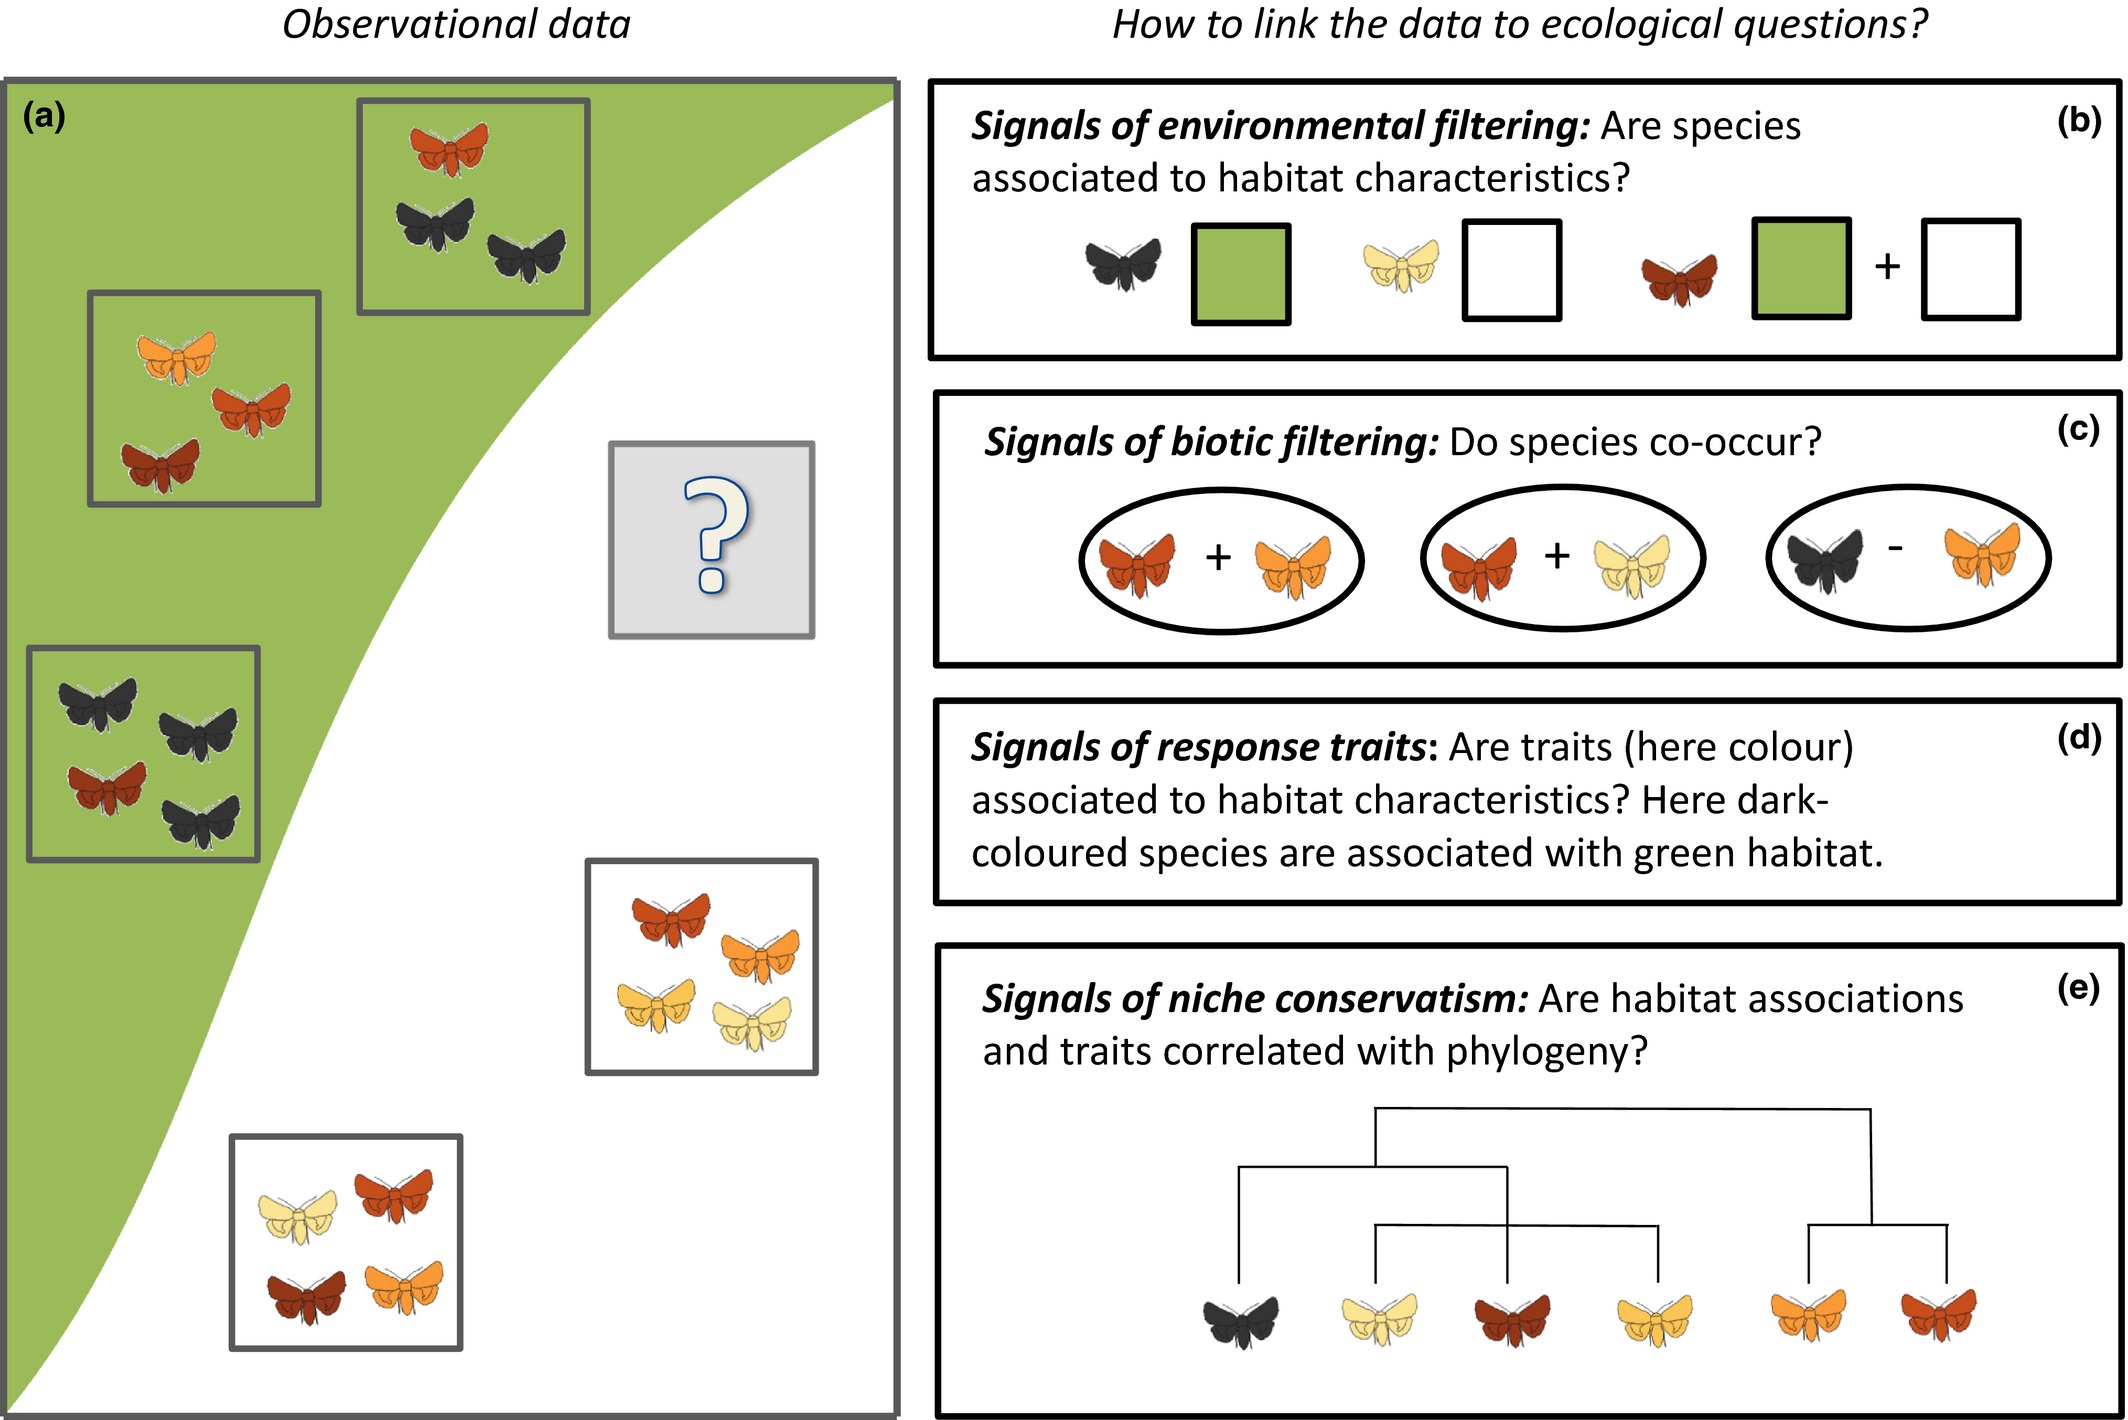 Observational data
How to link the data to ecological questions?
(a)
?
Signals of environmental filtering: Are species
(b)
associated to habitat characteristics?
+
Signals of biotic filtering: Do species co-occur?
(c)
+ + -
Signals of response traits: Are traits (here colour)
(d)
associated to habitat characteristics? Here dark-
coloured species are associated with green habitat.
Signals of niche conservatism: Are habitat associations
(e)
and traits correlated with phylogeny?